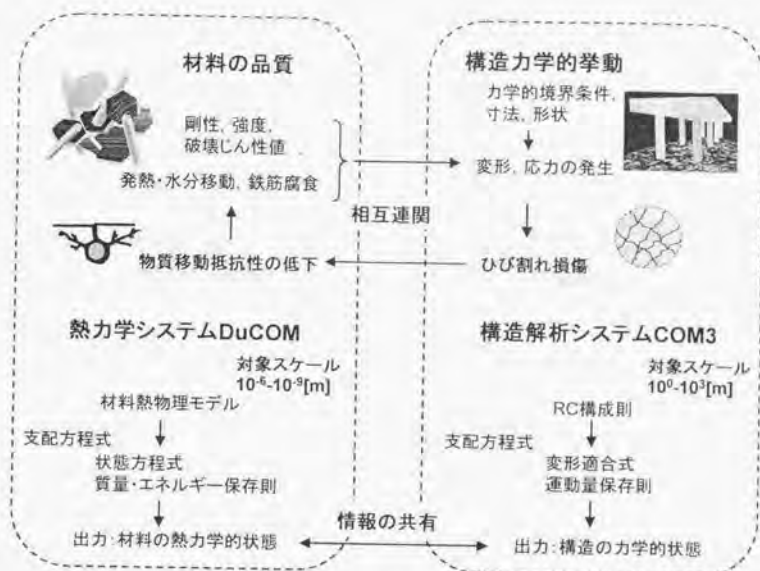 材料の品質
剛性、強度、
破壊じん性値
発熱・水分移動、鉄筋腐食
物質移動抵抗性の低下
相互連関
構造力学的挙動
力学的境界条件、
寸法、形状
変形、応力の発生
ひび割れ損傷
熱力学システムDuCOM
対象スケール
10⁻⁶-10⁻⁹[m]
材料熱物理モデル
支配方程式
状態方程式
質量・エネルギー保存則
出力:材料の熱力学的状態
情報の共有
構造解析システムCOM3
対象スケール
10⁰-10³[m]
RC構成則
支配方程式
変形適合式
運動量保存則
出力:構造の力学的状態